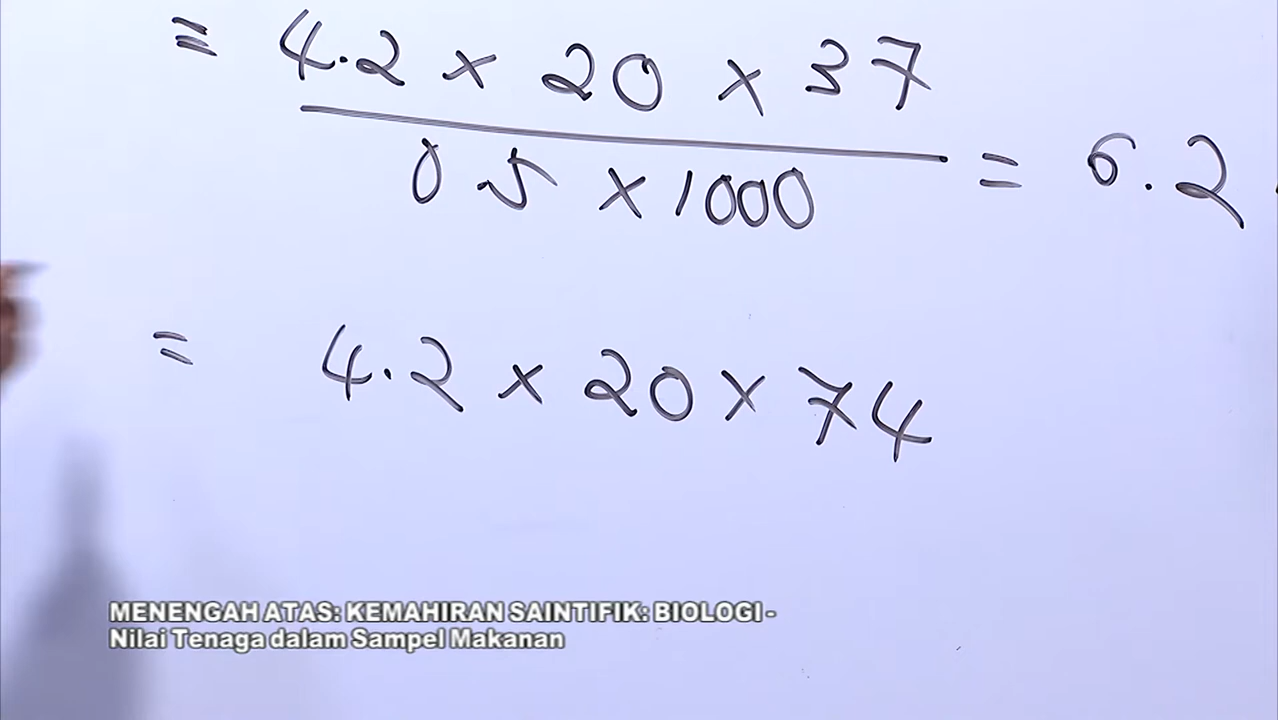 = 4.2 x 20 x 37
0.5 x 1000
= 6.2
= 4.2 x 20 x 74
MENENGAH ATAS: KEMAHIRAN SAINTIFIK: BIOLOGI -
Nilai Tenaga dalam Sampel Makanan